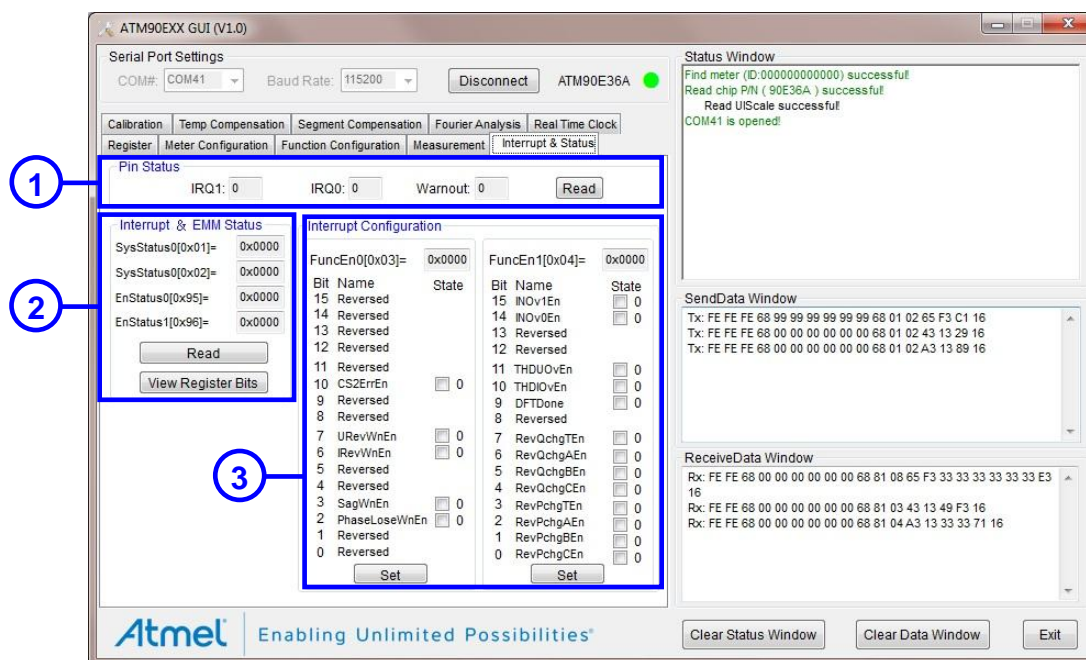 ATM90EXX GUI (V1.0)
Serial Port Settings
COM#: COM41 Baud Rate: 115200 Disconnect ATM90E36A
Calibration Temp Compensation Segment Compensation Fourier Analysis Real Time Clock
Register Meter Configuration Function Configuration Measurement Interrupt & Status
Pin Status
IRQ1: 0 IRQ0: 0 Warnout: 0 Read
1
Interrupt & EMM Status
SysStatus0[0x01]= 0x0000
SysStatus0[0x02]= 0x0000
EnStatus0[0x95]= 0x0000
EnStatus1[0x96]= 0x0000
Read
View Register Bits
2
Interrupt Configuration
FuncEn0[0x03]= 0x0000
Bit Name State
15 Reversed
14 Reversed
13 Reversed
12 Reversed
11 Reversed
10 CS2ErrEn 0
9 Reversed
8 Reversed
7 URevWnEn 0
6 IRevWnEn 0
5 Reversed
4 Reversed
3 SagWnEn 0
2 PhaseLoseWnEn 0
1 Reversed
0 Reversed
Set
FuncEn1[0x04]= 0x0000
Bit Name State
15 INOv1En 0
14 INOv0En 0
13 Reversed
12 Reversed
11 THDUOvEn 0
10 THDIOvEn 0
9 DFTDone 0
8 Reversed
7 RevQchgTEn 0
6 RevQchgAEn 0
5 RevQchgBEn 0
4 RevQchgCEn 0
3 RevPchgTEn 0
2 RevPchgAEn 0
1 RevPchgBEn 0
0 RevPchgCEn 0
Set
3
Status Window
Find meter (ID:000000000000) successful!
Read chip P/N ( 90E36A ) successful!
Read UIScale successful!
COM41 is opened!
SendData Window
Tx: FE FE FE 68 99 99 99 99 99 99 68 01 02 65 F3 C1 16
Tx: FE FE FE 68 00 00 00 00 00 00 68 01 02 43 13 29 16
Tx: FE FE FE 68 00 00 00 00 00 00 68 01 02 A3 13 89 16
ReceiveData Window
Rx: FE FE 68 00 00 00 00 00 00 68 81 08 65 F3 33 33 33 33 33 33 E3
16
Rx: FE FE 68 00 00 00 00 00 00 68 81 03 43 13 49 F3 16
Rx: FE FE 68 00 00 00 00 00 00 68 81 04 A3 13 33 33 71 16
Atmel Enabling Unlimited Possibilities®
Clear Status Window Clear Data Window Exit